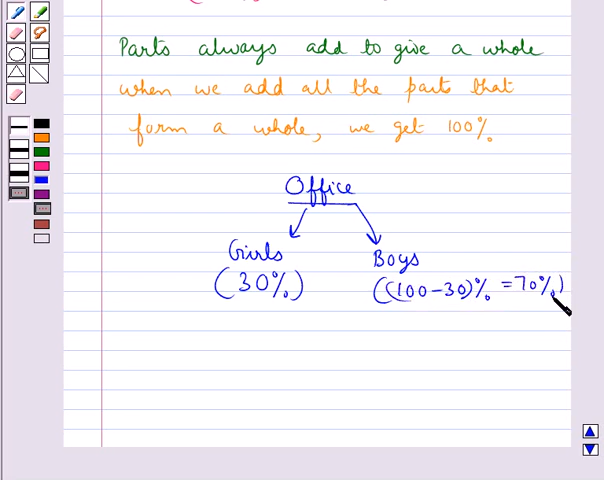 Parts always add to give a whole
when we add all the parts that
form a whole, we get 100%.
Office
Girls
Boys
(30%)
((100-30)% = 70%)